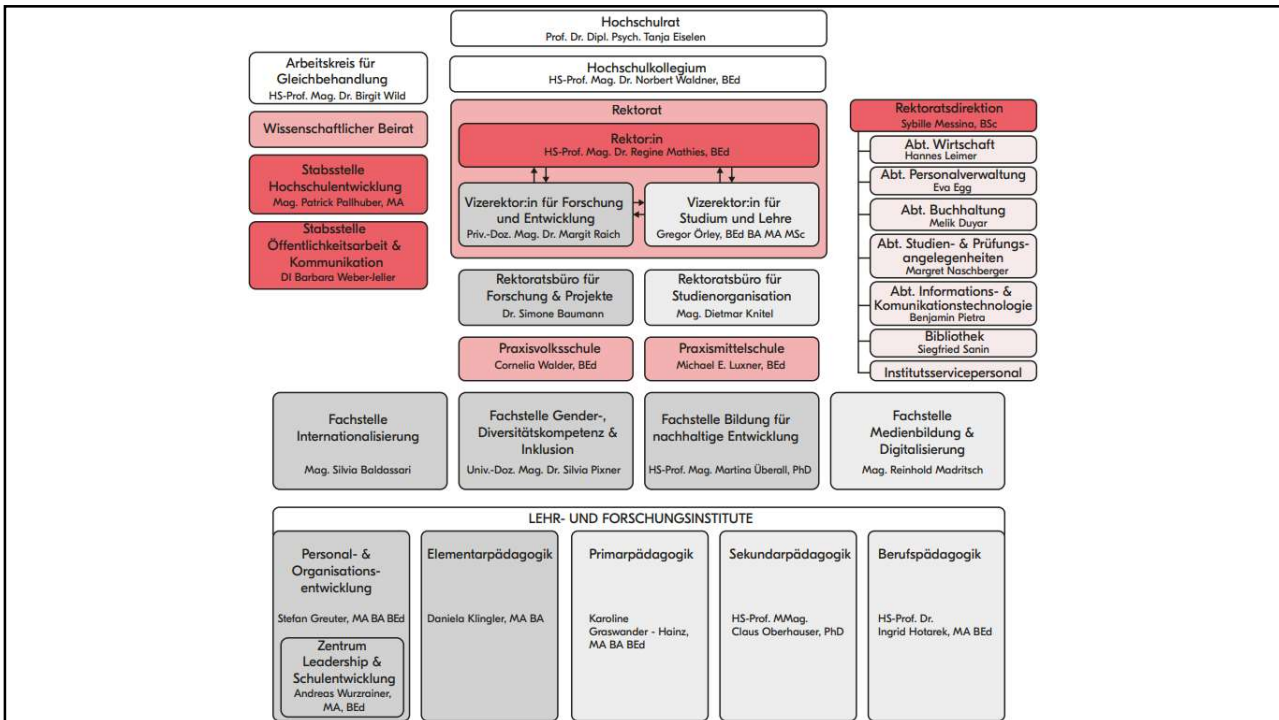 Hochschulrat
Prof. Dr. Dipl. Psych. Tanja Eiselen
Arbeitskreis für
Gleichbehandlung
HS-Prof. Mag. Dr. Birgit Wild
Hochschulkollegium
HS-Prof. Mag. Dr. Norbert Waldner, BEd
Wissenschaftlicher Beirat
Stabsstelle
Hochschulentwicklung
Mag. Patrick Pallhuber, MA
Stabsstelle
Öffentlichkeitsarbeit &
Kommunikation
DI Barbara Weber-Jeller
Rektorat
Rektor:in
HS-Prof. Mag. Dr. Regine Mathies, BEd
Vizerektor:in für Forschung
und Entwicklung
Priv.-Doz. Mag. Dr. Margit Raich
Vizerektor:in für
Studium und Lehre
Gregor Örley, BEd BA MA MSc
Rektoratsbüro für
Forschung & Projekte
Dr. Simone Baumann
Rektoratsbüro für
Studienorganisation
Mag. Dietmar Knitel
Praxisvolksschule
Cornelia Walder, BEd
Praxismittelschule
Michael E. Luxner, BEd
Rektoratsdirektion
Sybille Messina, BSc
Abt. Wirtschaft
Hannes Leimer
Abt. Personalverwaltung
Eva Egg
Abt. Buchhaltung
Melik Duyar
Abt. Studien- & Prüfungs-
angelegenheiten
Margret Naschberger
Abt. Informations- &
Komunikationstechnologie
Benjamin Pietra
Bibliothek
Siegfried Sanin
Institutsservicepersonal
Fachstelle
Internationalisierung
Mag. Silvia Baldassari
Fachstelle Gender-,
Diversitätskompetenz &
Inklusion
Univ.-Doz. Mag. Dr. Silvia Pixner
Fachstelle Bildung für
nachhaltige Entwicklung
HS-Prof. Mag. Martina Überall, PhD
Fachstelle
Medienbildung &
Digitalisierung
Mag. Reinhold Madritsch
LEHR- UND FORSCHUNGSINSTITUTE
Personal- &
Organisations-
entwicklung
Stefan Greuter, MA BA BEd
Zentrum
Leadership &
Schulentwicklung
Andreas Wurzrainer,
MA, BEd
Elementarpädagogik
Daniela Klingler, MA BA
Primarpädagogik
Karoline
Graswander - Hainz,
MA BA BEd
Sekundarpädagogik
HS-Prof. MMag.
Claus Oberhauser, PhD
Berufspädagogik
HS-Prof. Dr.
Ingrid Hotarek, MA BEd